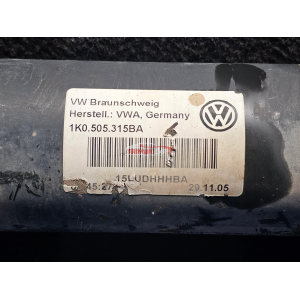 VW Braunschweig
Herstell.: VWA, Germany
1K0.505.315BA
15LUDHHHBA
29.11.05